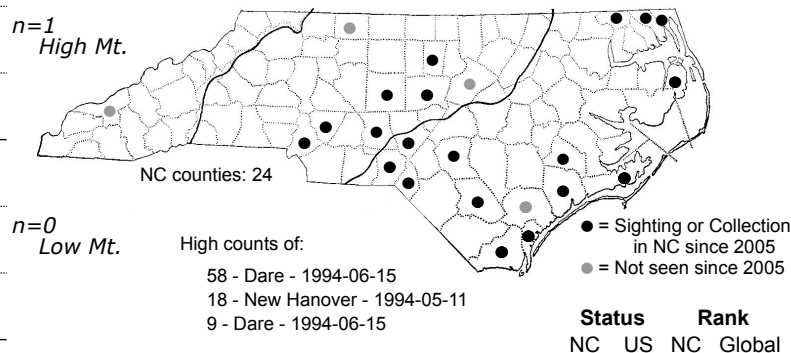 n=1
High Mt.
n=0
Low Mt.
NC counties: 24
High counts of:
58 - Dare - 1994-06-15
18 - New Hanover - 1994-05-11
9 - Dare - 1994-06-15
= Sighting or Collection
in NC since 2005
= Not seen since 2005
Status Rank
NC US NC Global